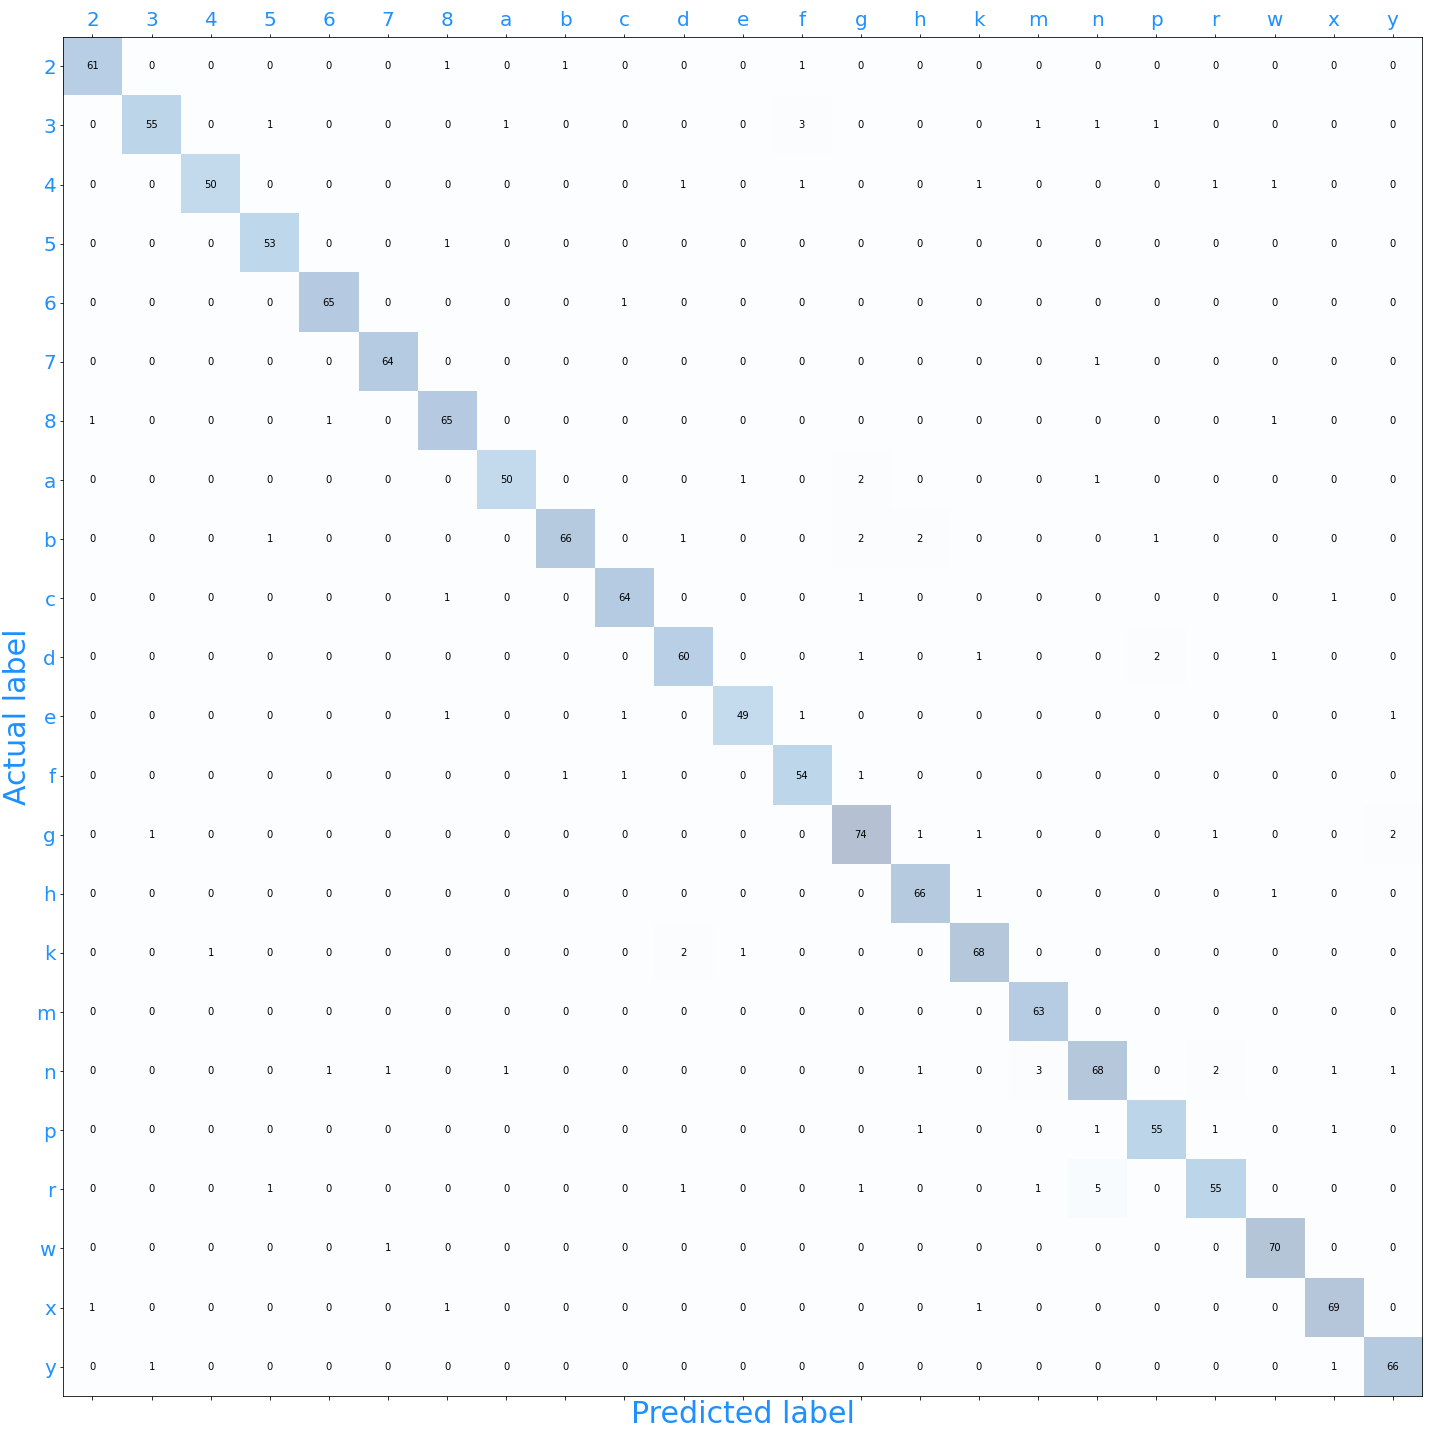 2 3 4 5 6 7 8 a b c d e f g h k m n p r w x y
2 61 0 0 0 0 0 1 0 1 0 0 0 1 0 0 0 0 0 0 0 0 0 0
3 0 55 0 1 0 0 0 1 0 0 0 0 3 0 0 0 1 1 1 0 0 0 0
4 0 0 50 0 0 0 0 0 0 0 1 0 1 0 0 1 0 0 0 1 1 0 0
5 0 0 0 53 0 0 1 0 0 0 0 0 0 0 0 0 0 0 0 0 0 0 0
6 0 0 0 0 65 0 0 0 0 1 0 0 0 0 0 0 0 0 0 0 0 0 0
7 0 0 0 0 0 64 0 0 0 0 0 0 0 0 0 0 0 1 0 0 0 0 0
8 1 0 0 0 1 0 65 0 0 0 0 0 0 0 0 0 0 0 0 0 1 0 0
a 0 0 0 0 0 0 0 50 0 0 0 1 0 2 0 0 0 1 0 0 0 0 0
b 0 0 0 1 0 0 0 0 66 0 1 0 0 2 2 0 0 0 1 0 0 0 0
c 0 0 0 0 0 0 1 0 0 64 0 0 0 1 0 0 0 0 0 0 0 1 0
d 0 0 0 0 0 0 0 0 0 0 60 0 0 1 0 1 0 0 2 0 1 0 0
e 0 0 0 0 0 0 1 0 0 1 0 49 1 0 0 0 0 0 0 0 0 0 1
f 0 0 0 0 0 0 0 0 1 1 0 0 54 1 0 0 0 0 0 0 0 0 0
g 0 1 0 0 0 0 0 0 0 0 0 0 0 74 1 1 0 0 0 1 0 0 2
h 0 0 0 0 0 0 0 0 0 0 0 0 0 0 66 1 0 0 0 0 1 0 0
k 0 0 1 0 0 0 0 0 0 0 2 1 0 0 0 68 0 0 0 0 0 0 0
m 0 0 0 0 0 0 0 0 0 0 0 0 0 0 0 0 63 0 0 0 0 0 0
n 0 0 0 0 1 1 0 1 0 0 0 0 0 0 1 0 3 68 0 2 0 1 1
p 0 0 0 0 0 0 0 0 0 0 0 0 0 0 1 0 0 1 55 1 0 1 0
r 0 0 0 1 0 0 0 0 0 0 1 0 0 1 0 0 1 5 0 55 0 0 0
w 0 0 0 0 0 1 0 0 0 0 0 0 0 0 0 0 0 0 0 0 70 0 0
x 1 0 0 0 0 0 1 0 0 0 0 0 0 0 0 1 0 0 0 0 0 69 0
y 0 1 0 0 0 0 0 0 0 0 0 0 0 0 0 0 0 0 0 0 0 1 66
Actual label
Predicted label